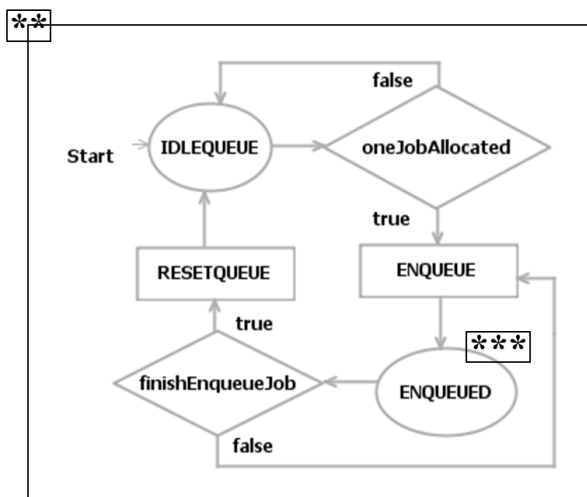 **
false
Start
IDLEQUEUE
oneJobAllocated
true
RESETQUEUE
ENQUEUE
true
***
finishEnqueueJob
ENQUEUED
false